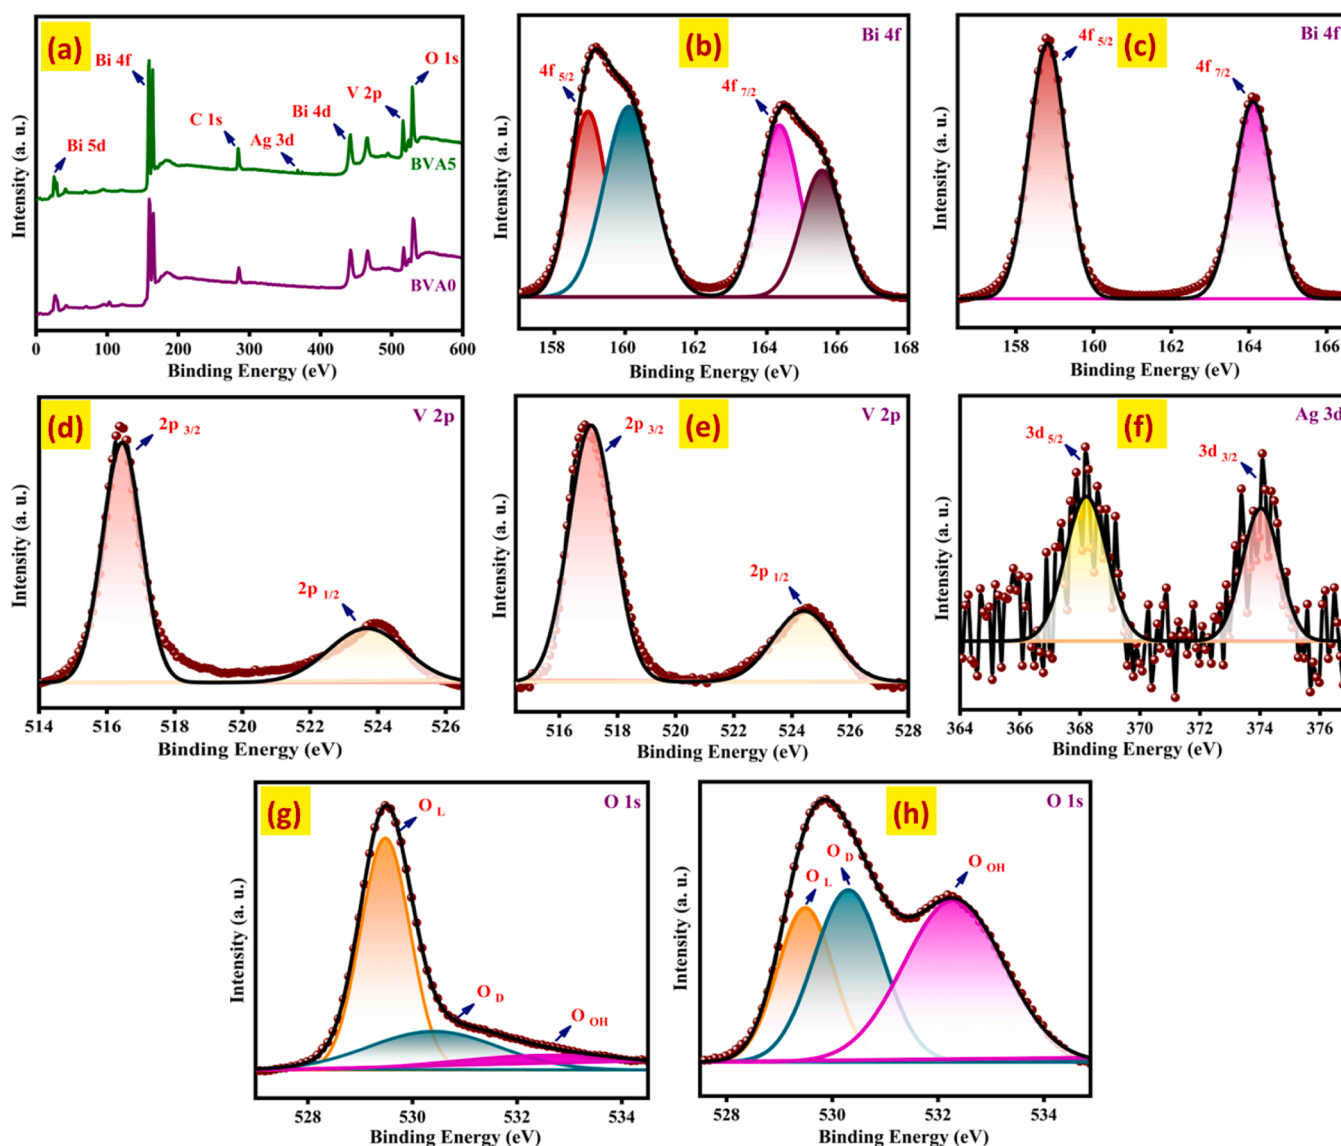 (a)
Bi 4f
Bi 5d
C 1s
Ag 3d
Bi 4d
V 2p
O 1s
BVA5
BVA0
Intensity (a. u.)
0 100 200 300 400 500 600
Binding Energy (eV)
(b)
Bi 4f
4f 5/2
4f 7/2
Intensity (a. u.)
158 160 162 164 166 168
Binding Energy (eV)
(c)
Bi 4f
4f 5/2
4f 7/2
Intensity (a. u.)
158 160 162 164 166
Binding Energy (eV)
(d)
V 2p
2p 3/2
2p 1/2
Intensity (a. u.)
514 516 518 520 522 524 526
Binding Energy (eV)
(e)
V 2p
2p 3/2
2p 1/2
Intensity (a. u.)
516 518 520 522 524 526 528
Binding Energy (eV)
(f)
Ag 3d
3d 5/2
3d 3/2
Intensity (a. u.)
364 366 368 370 372 374 376
Binding Energy (eV)
(g)
O 1s
O L
O D
O OH
Intensity (a. u.)
528 530 532 534
Binding Energy (eV)
(h)
O 1s
O L
O D
O OH
Intensity (a. u.)
528 530 532 534
Binding Energy (eV)